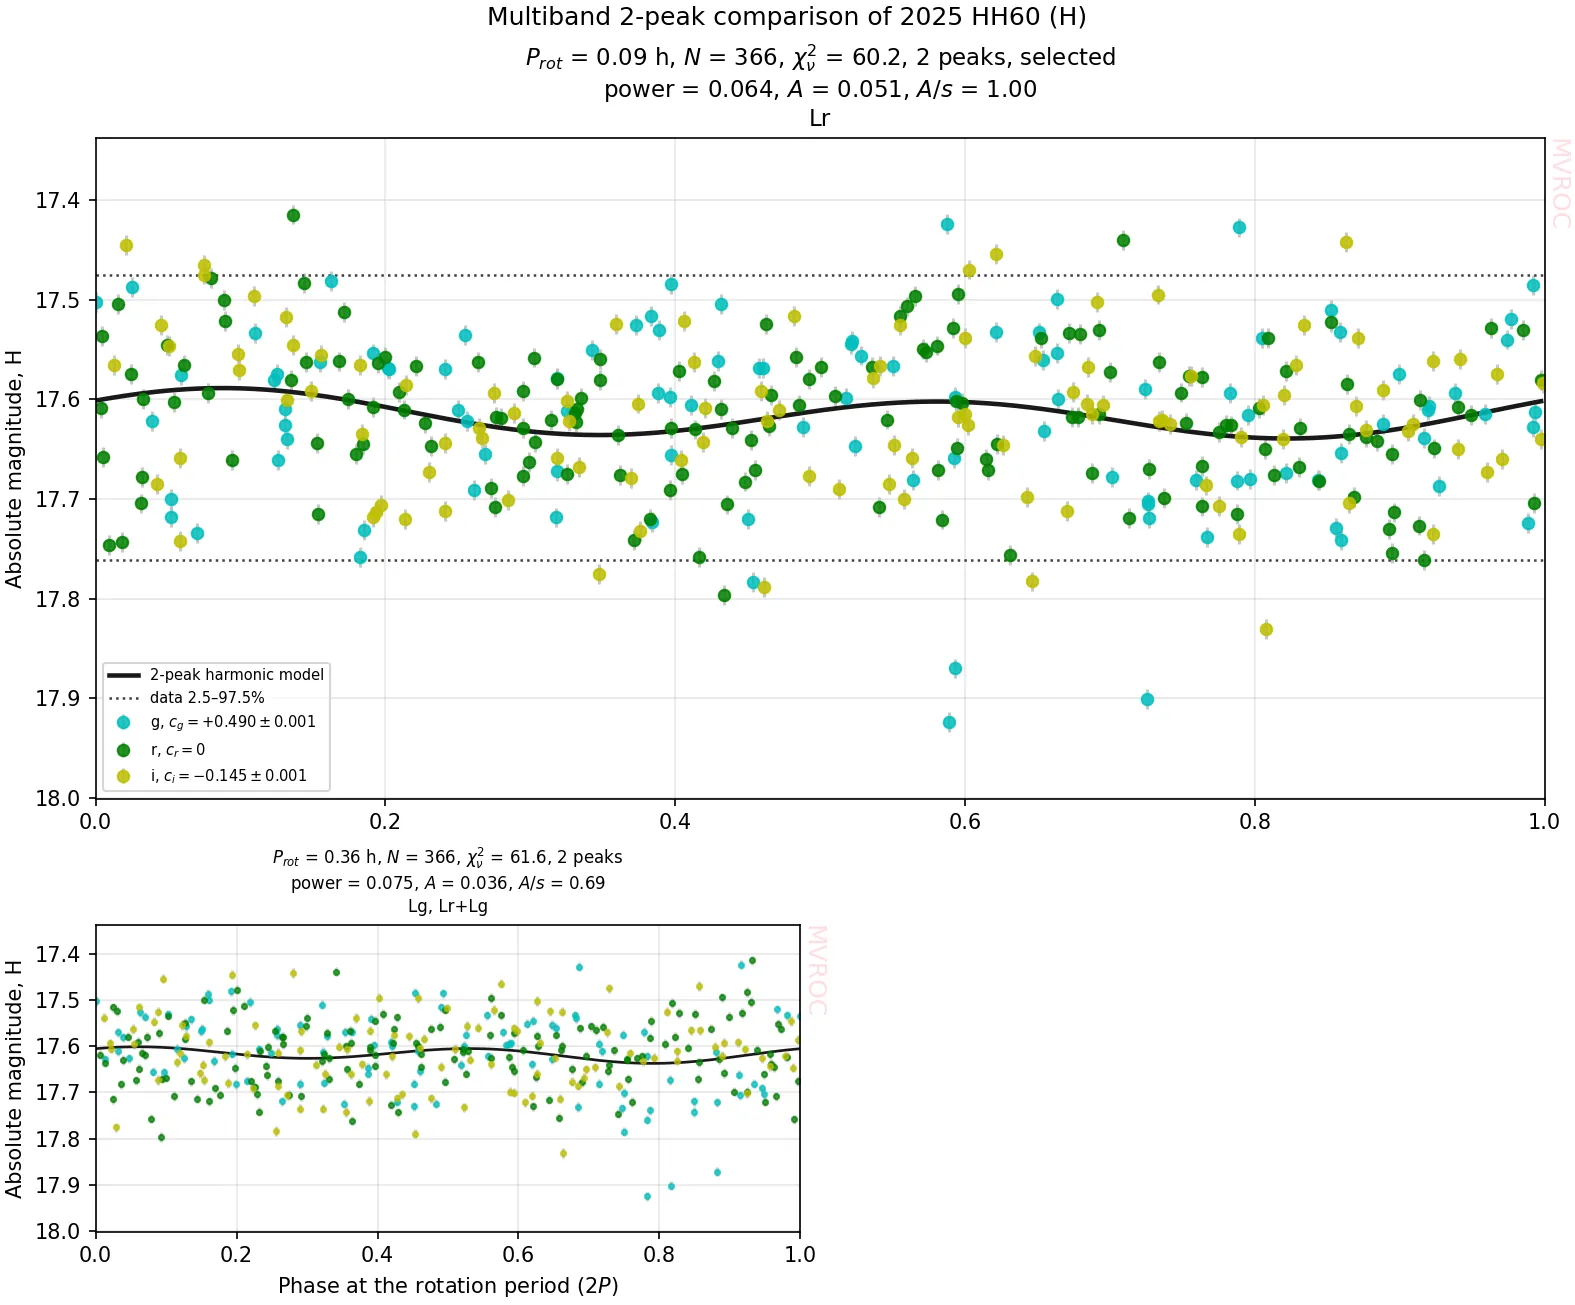 Multiband 2-peak comparison of 2025 HH60 (H)
P_rot = 0.09 h, N = 366, χ²_ν = 60.2, 2 peaks, selected
power = 0.064, A = 0.051, A/s = 1.00
Lr
MVROC
Absolute magnitude, H
17.4
17.5
17.6
17.7
17.8
17.9
18.0
2-peak harmonic model
data 2.5–97.5%
g, c_g = +0.490 ± 0.001
r, c_r = 0
i, c_i = −0.145 ± 0.001
0.0 0.2 0.4 0.6 0.8 1.0
P_rot = 0.36 h, N = 366, χ²_ν = 61.6, 2 peaks
power = 0.075, A = 0.036, A/s = 0.69
Lg, Lr+Lg
MVROC
Absolute magnitude, H
17.4
17.5
17.6
17.7
17.8
17.9
18.0
0.0 0.2 0.4 0.6 0.8 1.0
Phase at the rotation period (2P)